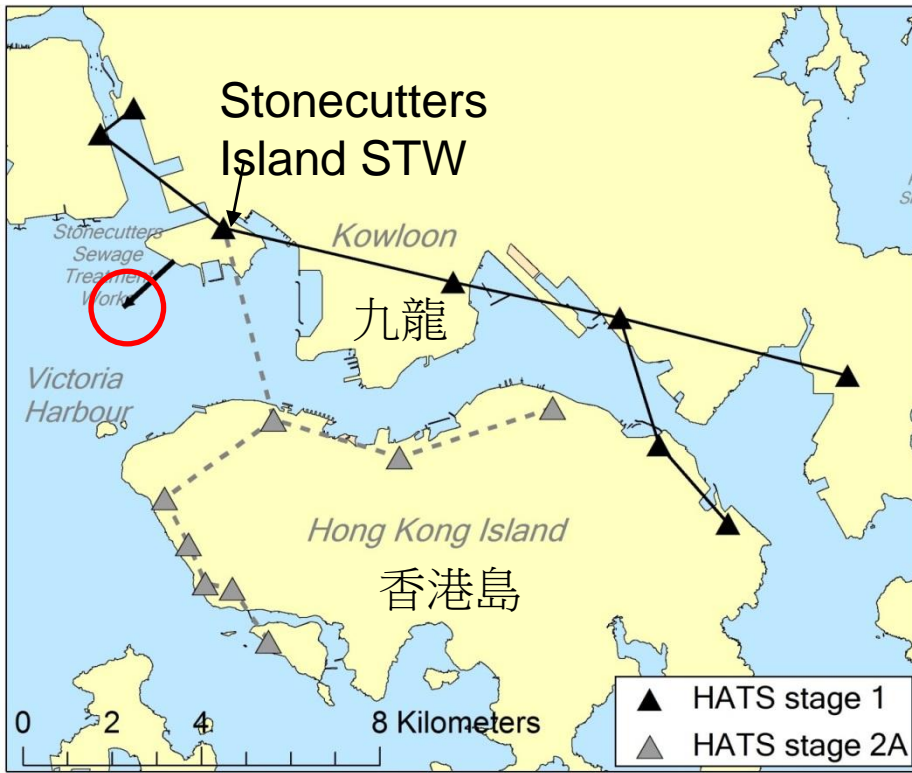 Stonecutters
Island STW
Stonecutters
Sewage
Treatment
Works
Kowloon
九龍
Victoria
Harbour
Hong Kong Island
香港島
0 2 4 8 Kilometers
HATS stage 1
HATS stage 2A